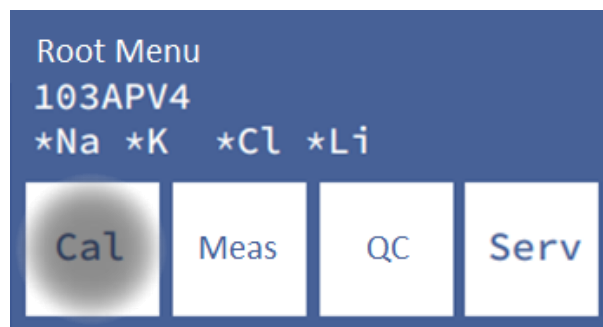 Root Menu
103APV4
*Na *K *Cl *Li
Cal Meas QC Serv